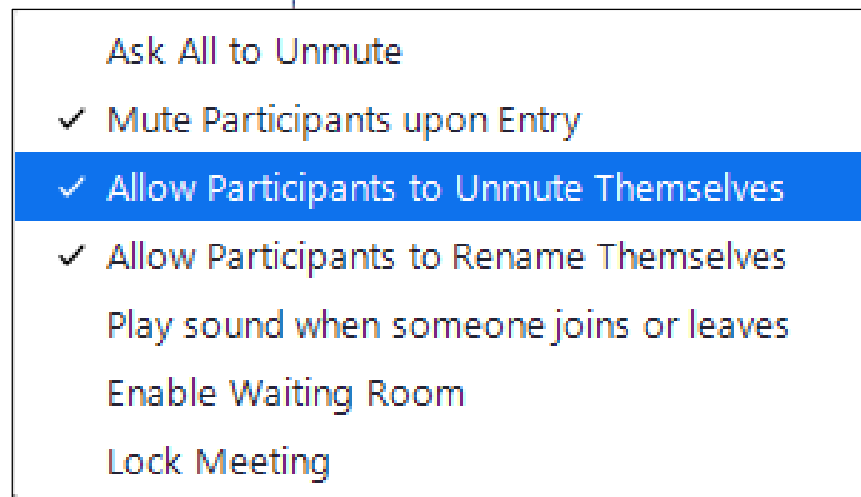 Ask All to Unmute
✓ Mute Participants upon Entry
✓ Allow Participants to Unmute Themselves
✓ Allow Participants to Rename Themselves
Play sound when someone joins or leaves
Enable Waiting Room
Lock Meeting